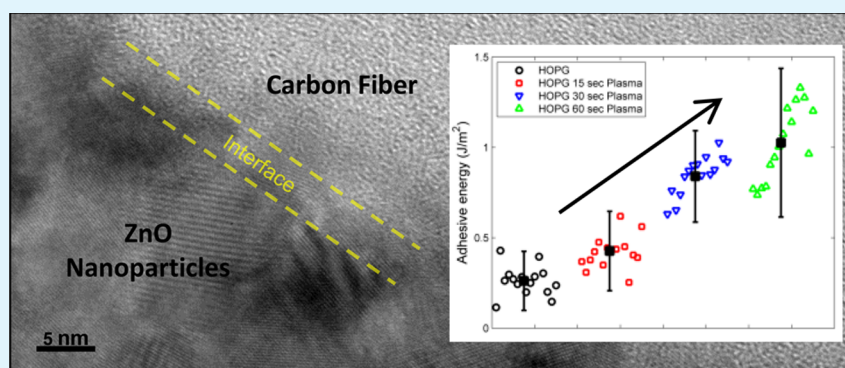 Carbon Fiber
Interface
ZnO
Nanoparticles
5 nm
1.5
1
0.5
0
Adhesive energy (J/m²)
HOPG
HOPG 15 sec Plasma
HOPG 30 sec Plasma
HOPG 60 sec Plasma